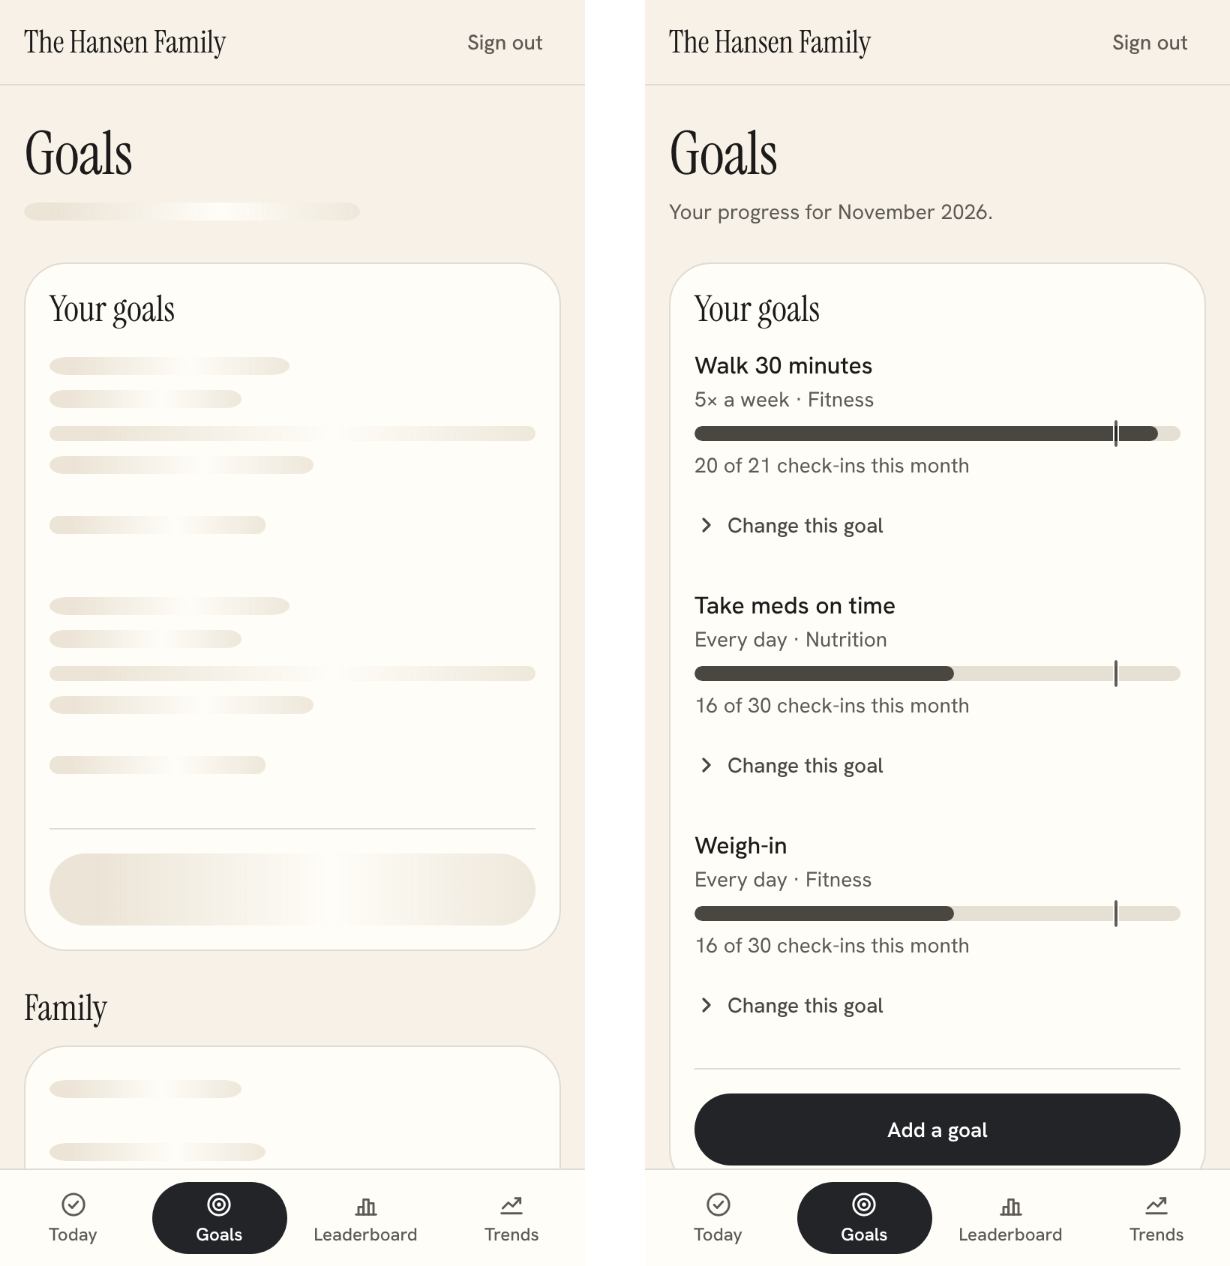 The Hansen Family
Sign out
Goals
Your goals
Family
Today
Goals
Leaderboard
Trends
The Hansen Family
Sign out
Goals
Your progress for November 2026.
Your goals
Walk 30 minutes
5× a week · Fitness
20 of 21 check-ins this month
Change this goal
Take meds on time
Every day · Nutrition
16 of 30 check-ins this month
Change this goal
Weigh-in
Every day · Fitness
16 of 30 check-ins this month
Change this goal
Add a goal
Today
Goals
Leaderboard
Trends